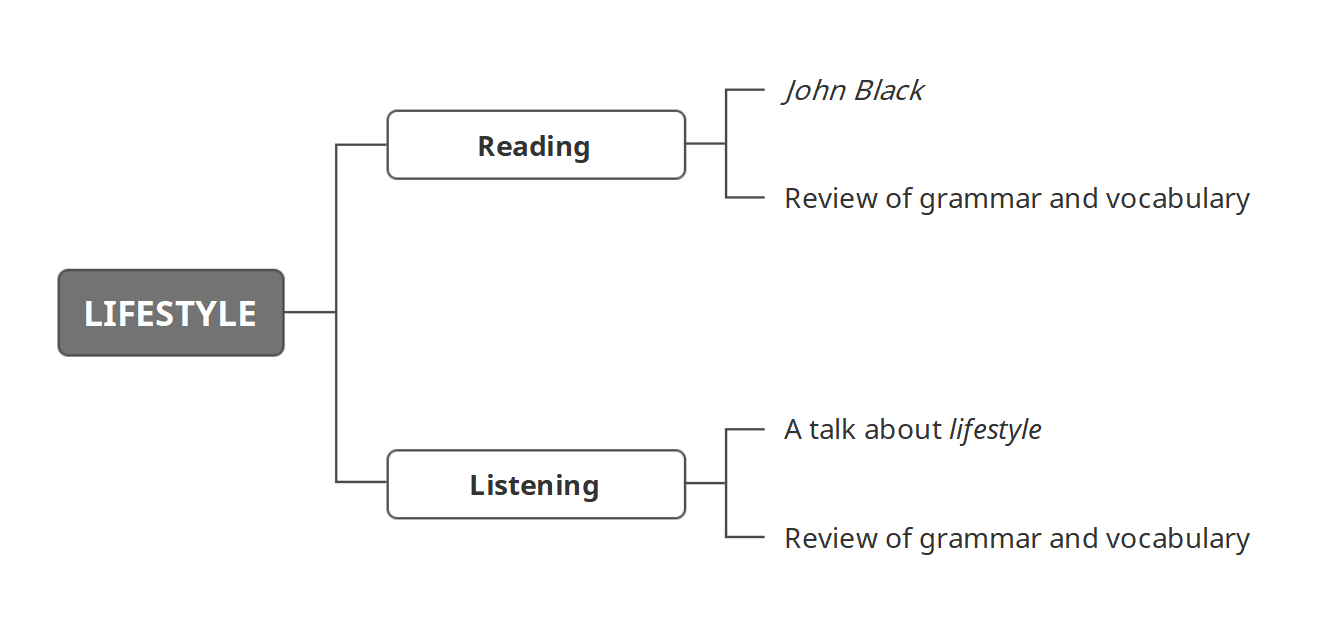 LIFESTYLE
Reading
John Black
Review of grammar and vocabulary
Listening
A talk about lifestyle
Review of grammar and vocabulary